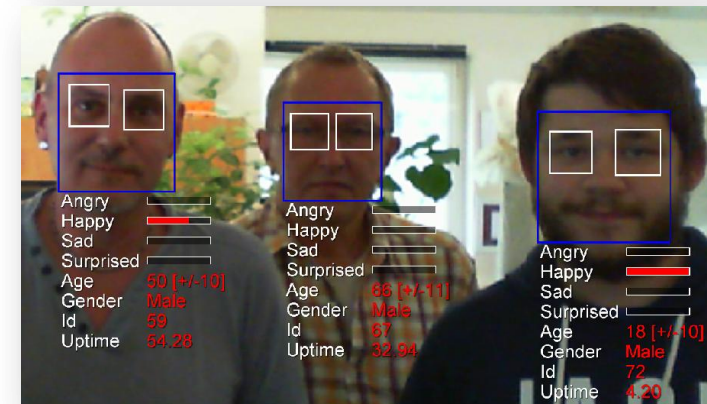 Angry
Happy
Sad
Surprised
Age 50 [+/-10]
Gender Male
Id 59
Uptime 54.28
Angry
Happy
Sad
Surprised
Age 66 [+/-11]
Gender Male
Id 67
Uptime 32.94
Angry
Happy
Sad
Surprised
Age 18 [+/-10]
Gender Male
Id 72
Uptime 4.20